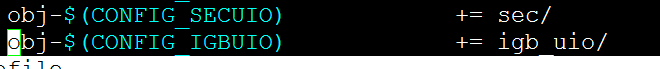 obj-$(CONFIG_SECUIO) += sec/
obj-$(CONFIG_IGBUIO) += igb_uio/